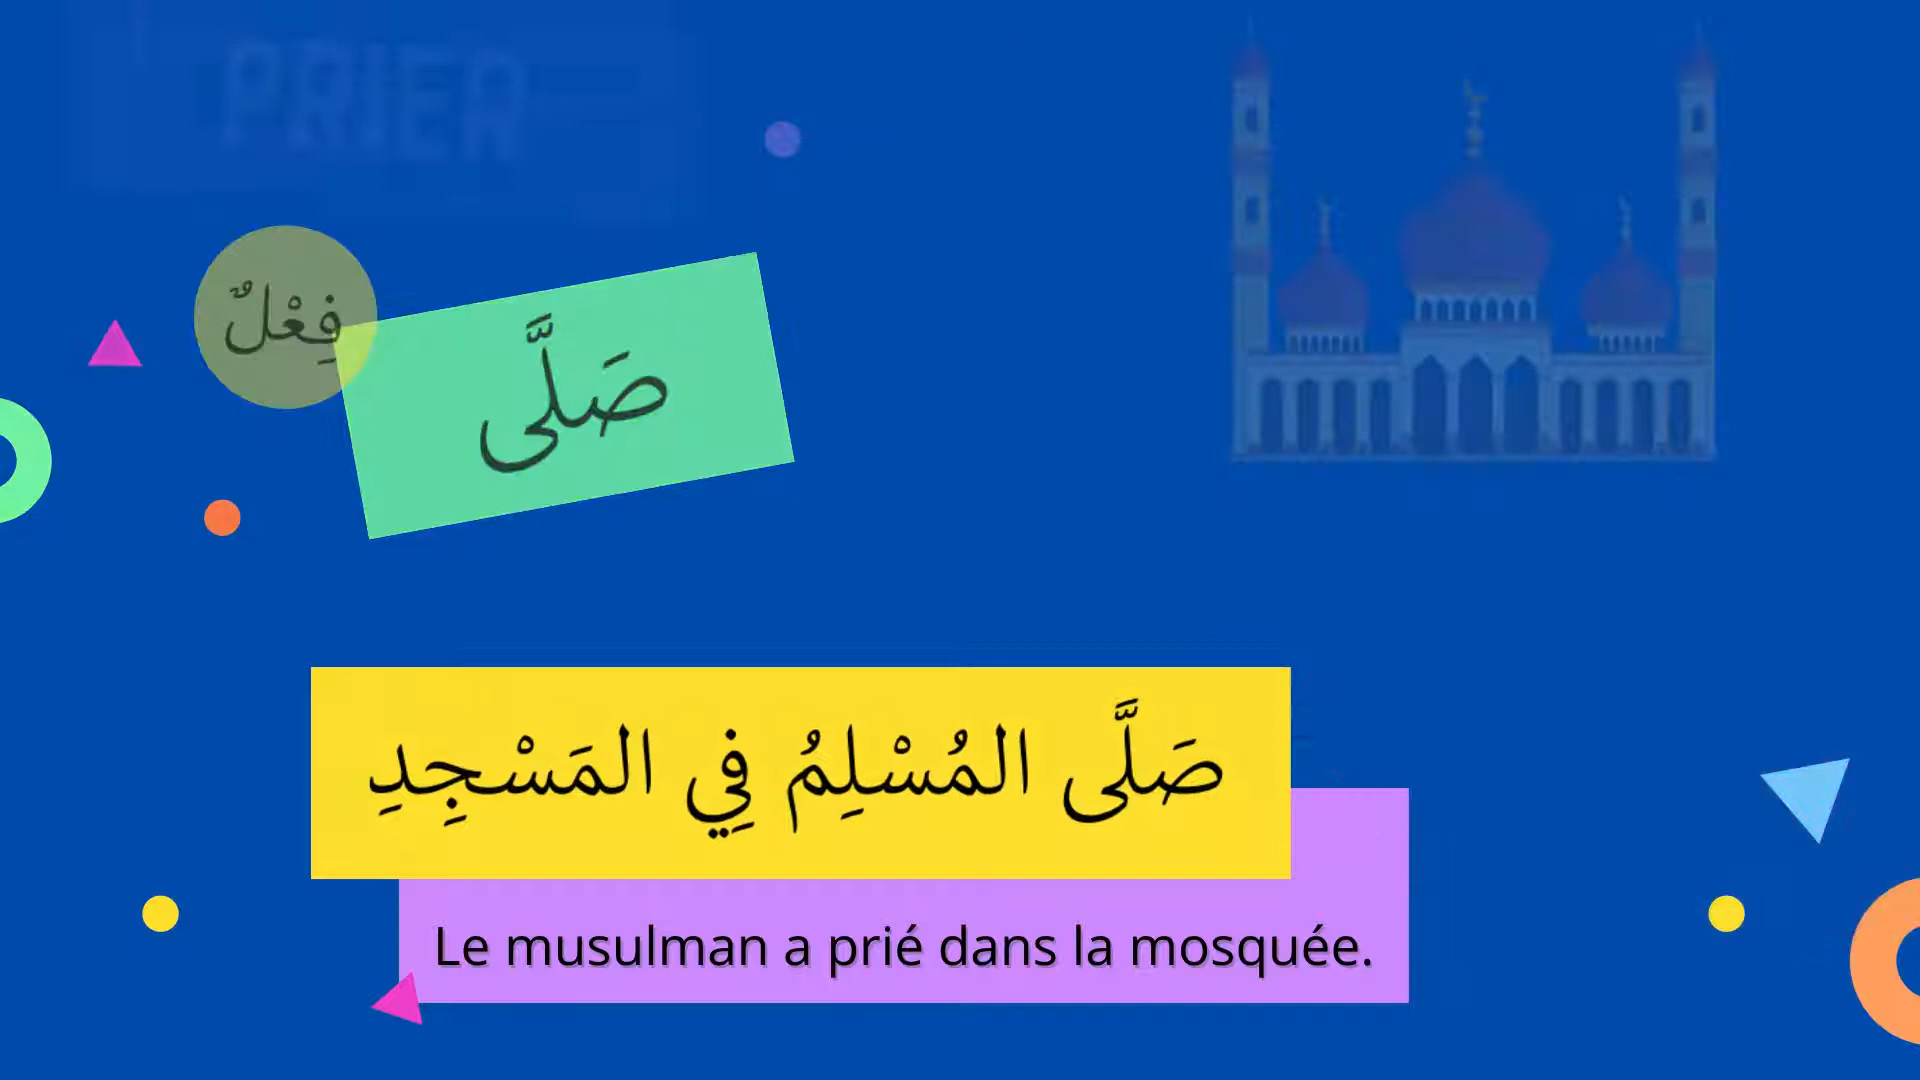 PRIER
فِعْلٌ
صَلَّى
صَلَّى المُسْلِمُ فِي المَسْجِدِ
Le musulman a prié dans la mosquée.